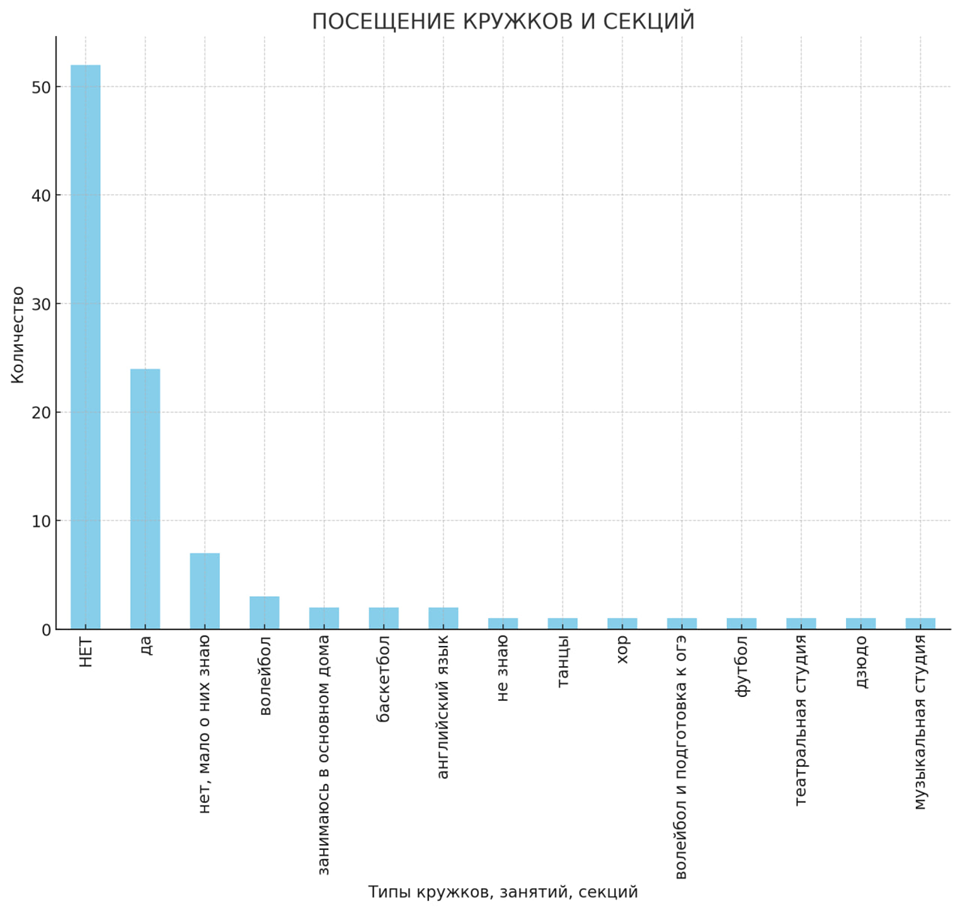 ПОСЕЩЕНИЕ КРУЖКОВ И СЕКЦИЙ
Количество
50
40
30
20
10
0
НЕТ
да
нет, мало о них знаю
волейбол
занимаюсь в основном дома
баскетбол
английский язык
не знаю
танцы
хор
волейбол и подготовка к огэ
футбол
театральная студия
дзюдо
музыкальная студия
Типы кружков, занятий, секций